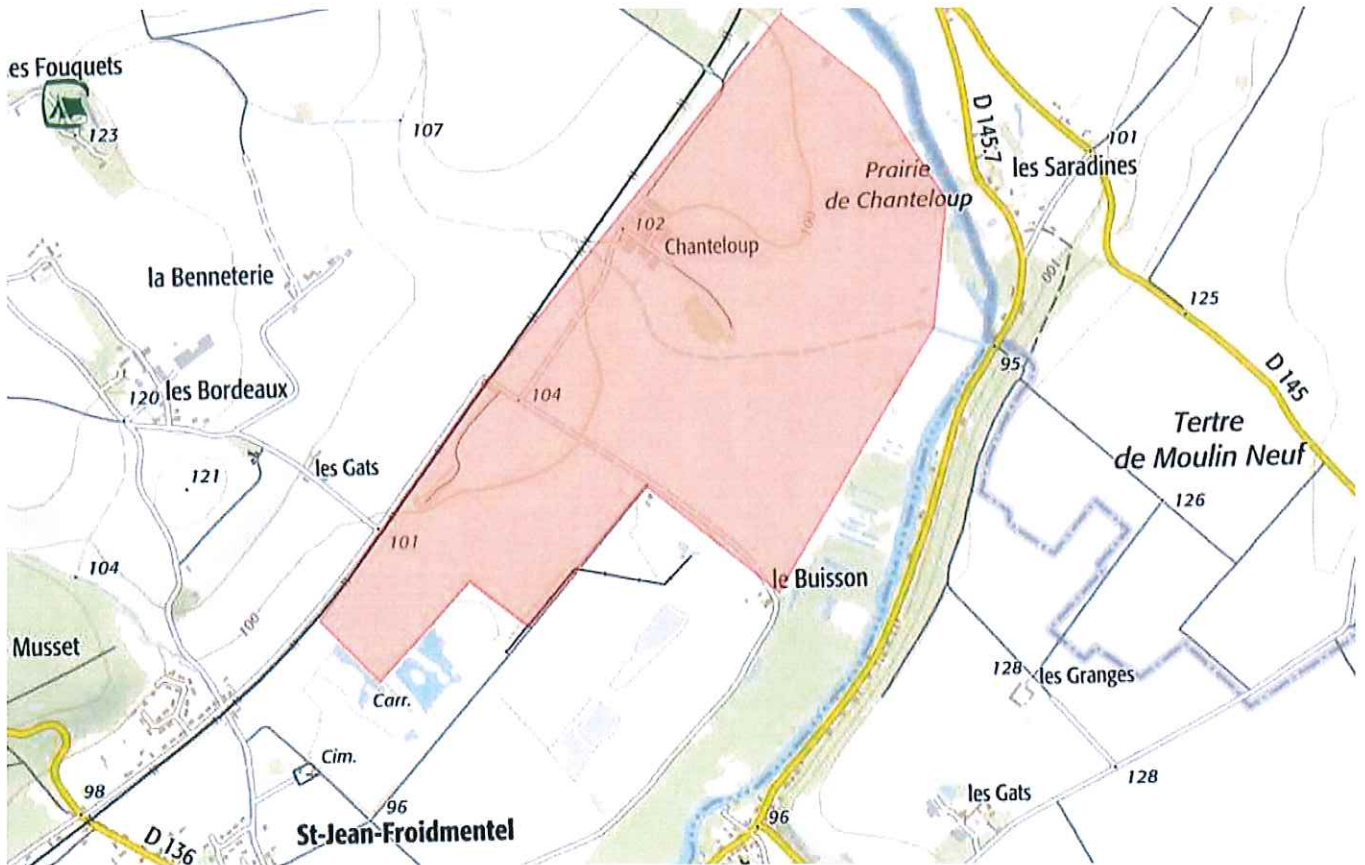 es Fouquets
123
107
D 145.7
101
les Saradines
Prairie
de Chanteloup
100
102
Chanteloup
la Benneterie
100
125
95
D 145
120
les Bordeaux
104
Tertre
de Moulin Neuf
les Gats
121
126
101
104
le Buisson
100
Musset
128
les Granges
Carr.
Cim.
128
98
les Gats
96
96
D 136
St-Jean-Froidmentel